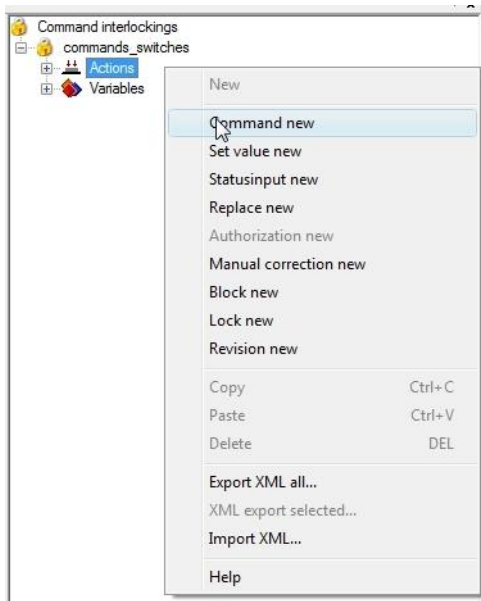 Command interlockings
commands_switches
Actions
Variables
New
Command new
Set value new
Statusinput new
Replace new
Authorization new
Manual correction new
Block new
Lock new
Revision new
Copy Ctrl+C
Paste Ctrl+V
Delete DEL
Export XML all...
XML export selected...
Import XML...
Help